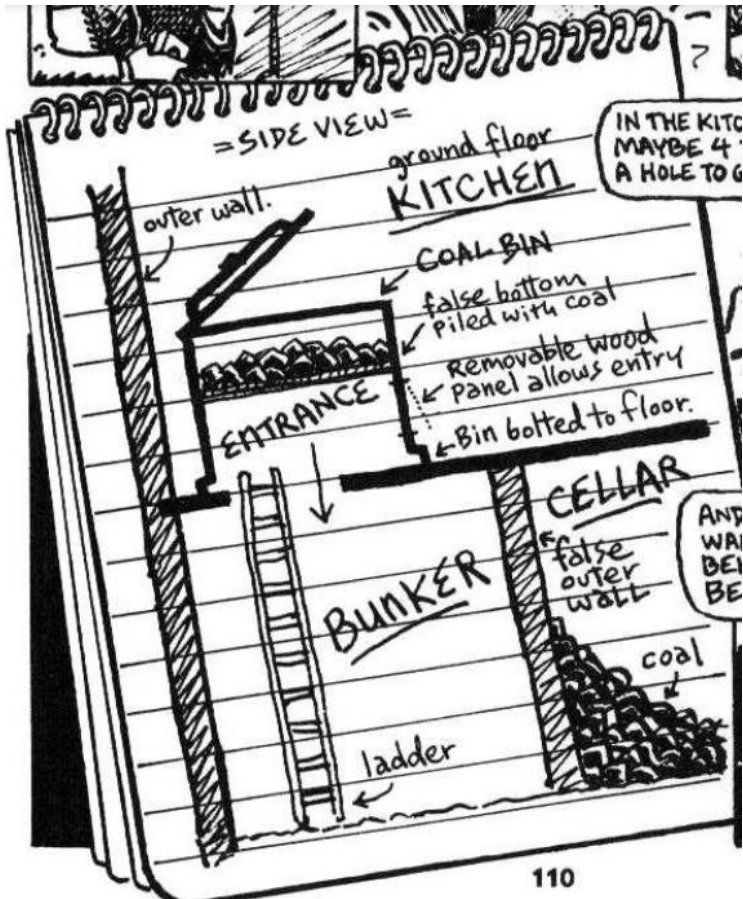 =SIDE VIEW=
ground floor
KITCHEN
IN THE KITC
MAYBE 4
A HOLE TO G
outer wall.
COAL BIN
false bottom
piled with coal
Removable wood
panel allows entry
ENTRANCE
Bin bolted to floor.
CELLAR
AND
WAL
BEH
BE
false
outer
wall
BUNKER
coal
ladder
110